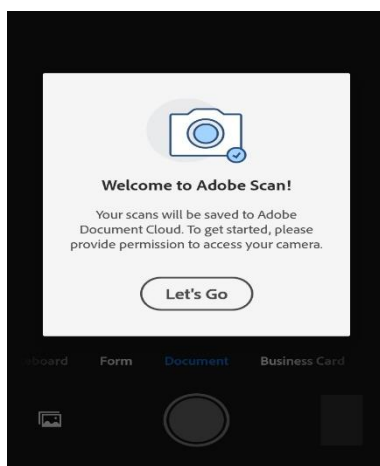 Welcome to Adobe Scan!
Your scans will be saved to Adobe
Document Cloud. To get started, please
provide permission to access your camera.
Let's Go
eboard Form Document Business Card